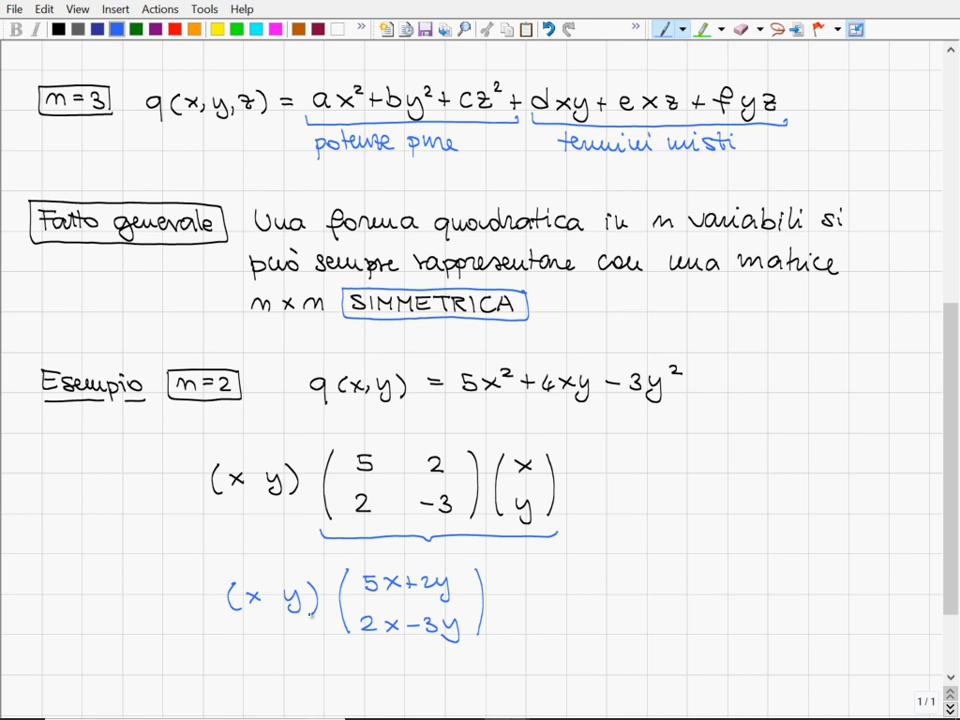 File Edit View Insert Actions Tools Help
B I
n=3 q(x,y,z) = ax²+by²+cz²+dxy+exz+fyz
potenze pure termini misti
Fatto generale Una forma quadratica in n variabili si
può sempre rappresentare con una matrice
n×n SIMMETRICA
Esempio n=2 q(x,y) = 5x²+4xy-3y²
(x y) ( 5 2 ) ( x )
2 -3 y
(x y) ( 5x+2y )
2x-3y
1/1